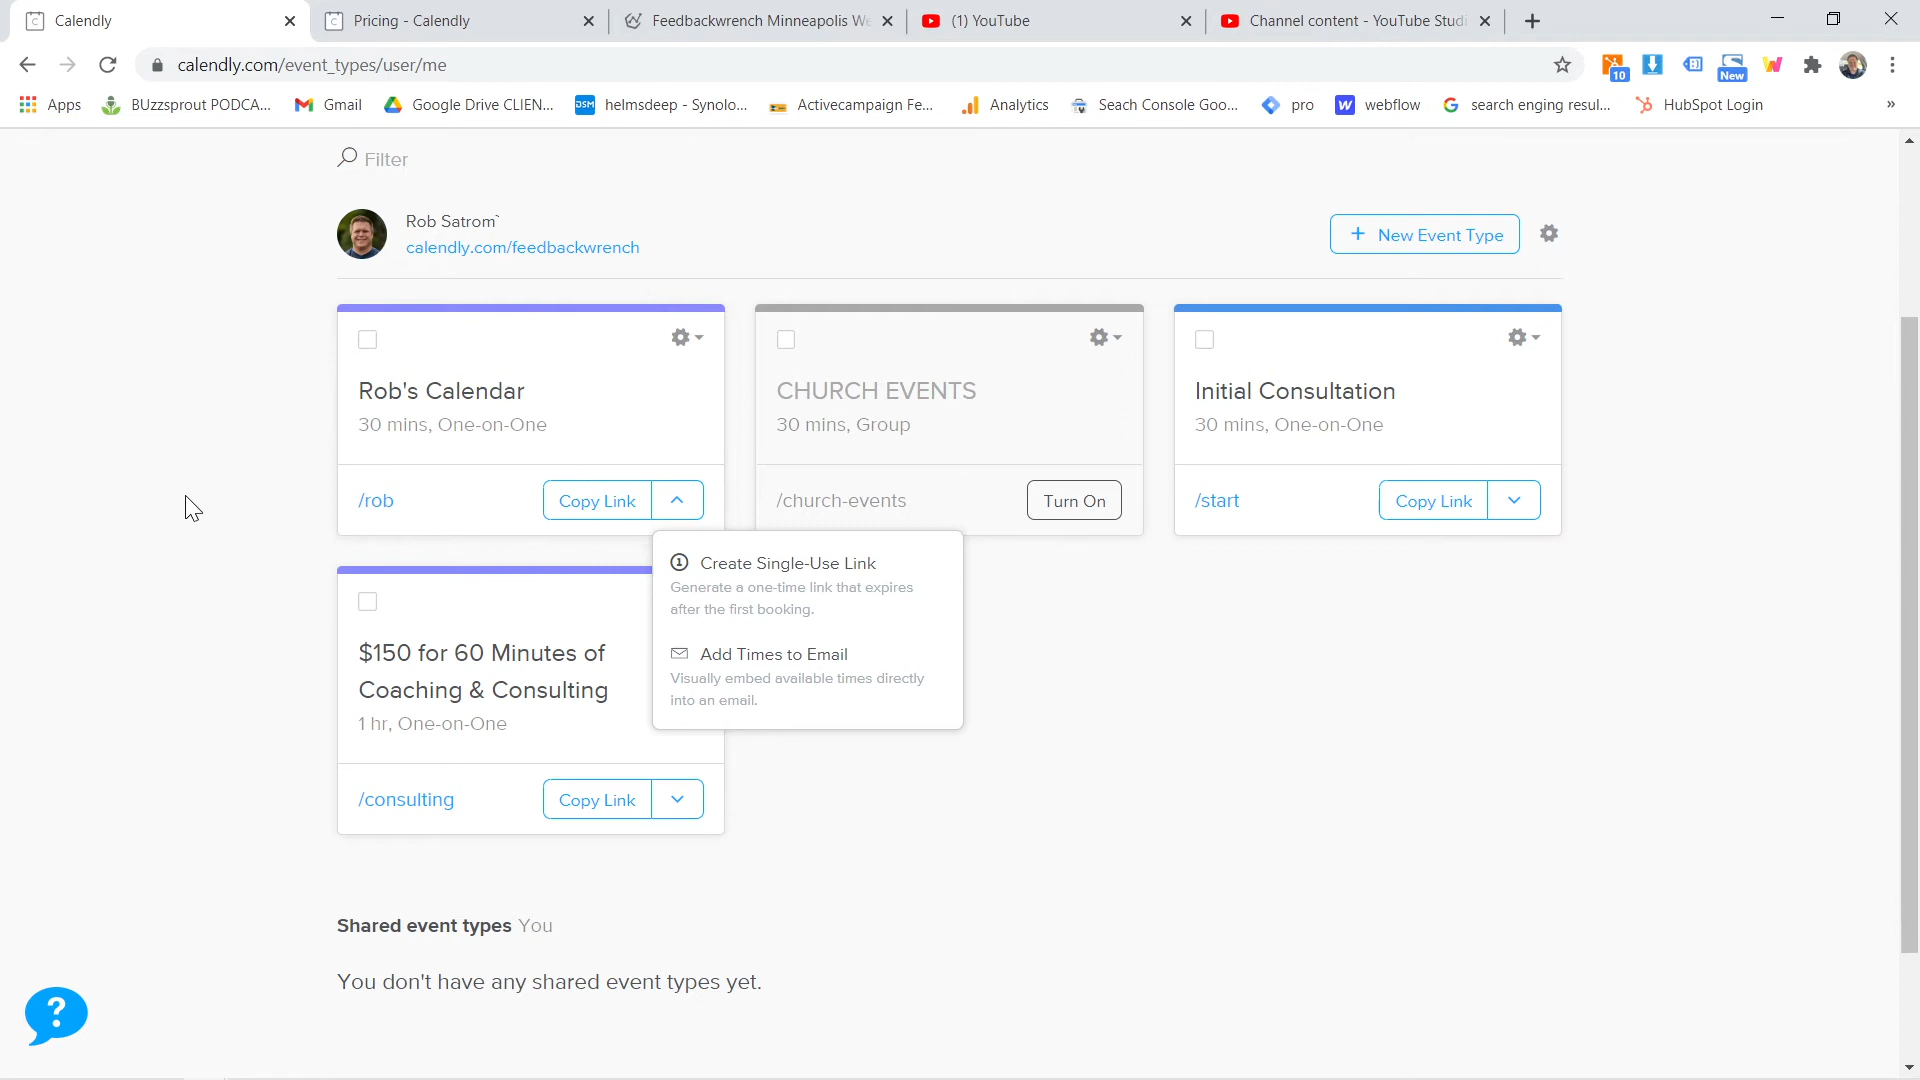 Calendly
Pricing - Calendly
Feedbackwrench Minneapolis We
(1) YouTube
Channel content - YouTube Studi
calendly.com/event_types/user/me
10
New
Apps
BUzzsprout PODCA...
Gmail
Google Drive CLIEN...
DSM
helmsdeep - Synolo...
Activecampaign Fe...
Analytics
Seach Console Goo...
pro
webflow
search enging resul...
HubSpot Login
»
Filter
Rob Satrom`
calendly.com/feedbackwrench
+ New Event Type
Rob's Calendar
30 mins, One-on-One
/rob
Copy Link
CHURCH EVENTS
30 mins, Group
/church-events
Turn On
Initial Consultation
30 mins, One-on-One
/start
Copy Link
Create Single-Use Link
Generate a one-time link that expires
after the first booking.
Add Times to Email
Visually embed available times directly
into an email.
$150 for 60 Minutes of
Coaching & Consulting
1 hr, One-on-One
/consulting
Copy Link
Shared event types You
You don't have any shared event types yet.
?